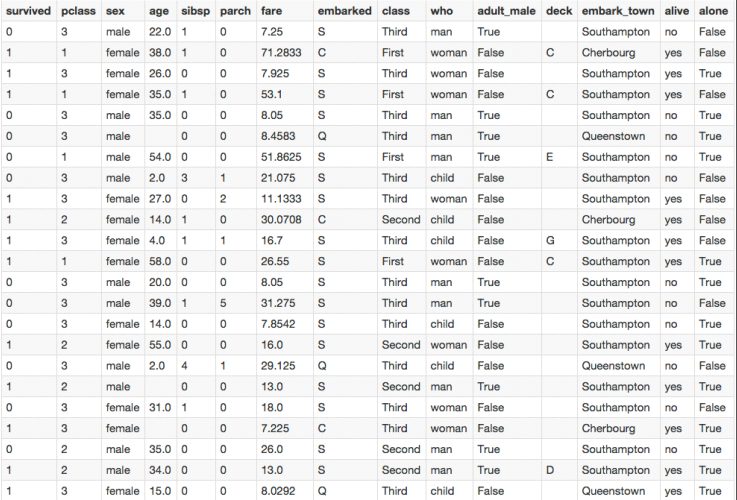 survived pclass sex age sibsp parch fare embarked class who adult_male deck embark_town alive alone
0 3 male 22.0 1 0 7.25 S Third man True Southampton no False
1 1 female 38.0 1 0 71.2833 C First woman False C Cherbourg yes False
1 3 female 26.0 0 0 7.925 S Third woman False Southampton yes True
1 1 female 35.0 1 0 53.1 S First woman False C Southampton yes False
0 3 male 35.0 0 0 8.05 S Third man True Southampton no True
0 3 male 0 0 8.4583 Q Third man True Queenstown no True
0 1 male 54.0 0 0 51.8625 S First man True E Southampton no True
0 3 male 2.0 3 1 21.075 S Third child False Southampton no False
1 3 female 27.0 0 2 11.1333 S Third woman False Southampton yes False
1 2 female 14.0 1 0 30.0708 C Second child False Cherbourg yes False
1 3 female 4.0 1 1 16.7 S Third child False G Southampton yes False
1 1 female 58.0 0 0 26.55 S First woman False C Southampton yes True
0 3 male 20.0 0 0 8.05 S Third man True Southampton no True
0 3 male 39.0 1 5 31.275 S Third man True Southampton no False
0 3 female 14.0 0 0 7.8542 S Third child False Southampton no True
1 2 female 55.0 0 0 16.0 S Second woman False Southampton yes True
0 3 male 2.0 4 1 29.125 Q Third child False Queenstown no False
1 2 male 0 0 13.0 S Second man True Southampton yes True
0 3 female 31.0 1 0 18.0 S Third woman False Southampton no False
1 3 female 0 0 7.225 C Third woman False Cherbourg yes True
0 2 male 35.0 0 0 26.0 S Second man True Southampton no True
1 2 male 34.0 0 0 13.0 S Second man True D Southampton yes True
1 3 female 15.0 0 0 8.0292 Q Third child False Queenstown yes True